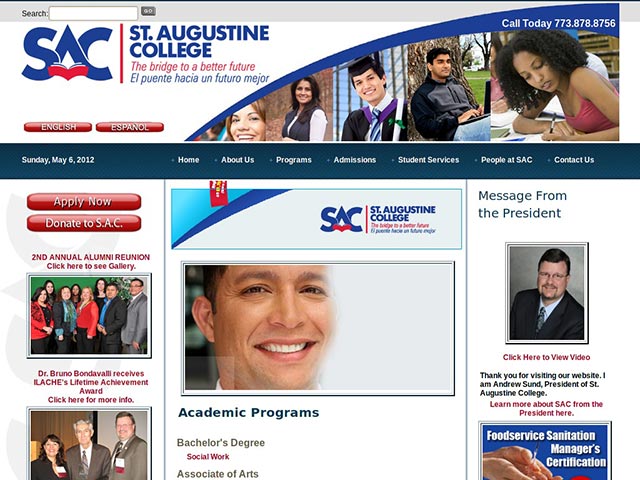 Search:
GO
Call Today 773.878.8756
SAC
ST. AUGUSTINE
COLLEGE
The bridge to a better future
El puente hacia un futuro mejor
ENGLISH
ESPAÑOL
Sunday, May 6, 2012
Home
About Us
Programs
Admissions
Student Services
People at SAC
Contact Us
Apply Now
Donate to S.A.C.
2ND ANNUAL ALUMNI REUNION
Click here to see Gallery.
Dr. Bruno Bondavalli receives
ILACHE's Lifetime Achievement
Award
Click here for more info.
SAC
ST. AUGUSTINE
COLLEGE
The bridge to a better future
El puente hacia un futuro mejor
Academic Programs
Bachelor's Degree
Social Work
Associate of Arts
Message From
the President
Click Here to View Video
Thank you for visiting our website. I
am Andrew Sund, President of St.
Augustine College.
Learn more about SAC from the
President here.
Foodservice Sanitation
Manager's
Certification